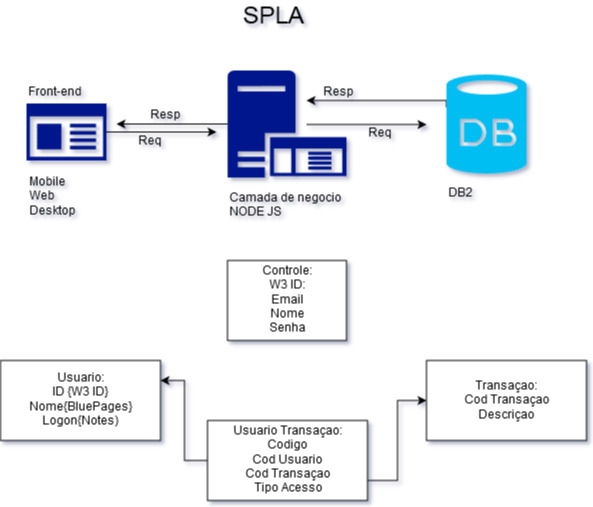 SPLA
Front-end
Resp
Req
Resp
Req
DB
Mobile
Web
Desktop
Camada de negocio
NODE JS
DB2
Controle:
W3 ID:
Email
Nome
Senha
Usuario:
ID {W3 ID}
Nome{BluePages}
Logon{Notes)
Usuario Transaçao:
Codigo
Cod Usuario
Cod Transaçao
Tipo Acesso
Transaçao:
Cod Transaçao
Descriçao